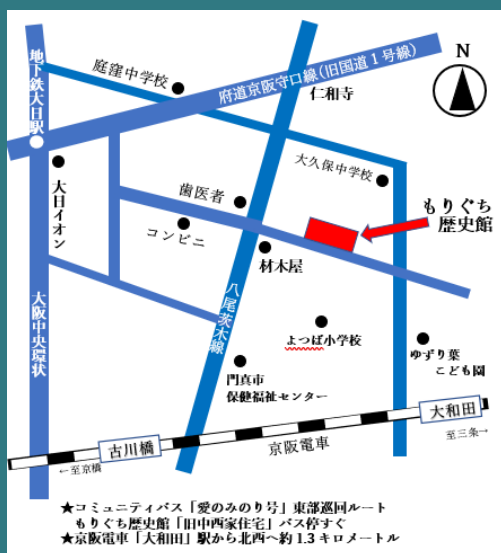 地下鉄大日駅
庭窪中学校
府道京阪守口線(旧国道1号線)
仁和寺
N
大久保中学校
もりぐち
歴史館
大日イオン
歯医者
コンビニ
材木屋
八尾茨木線
大阪中央環状
よつば小学校
ゆずり葉
こども園
門真市
保健福祉センター
大和田
古川橋
京阪電車
至三条→
←至京橋
★コミュニティバス「愛のみのり号」東部巡回ルート
もりぐち歴史館「旧中西家住宅」バス停すぐ
★京阪電車「大和田」駅から北西へ約1.3キロメートル